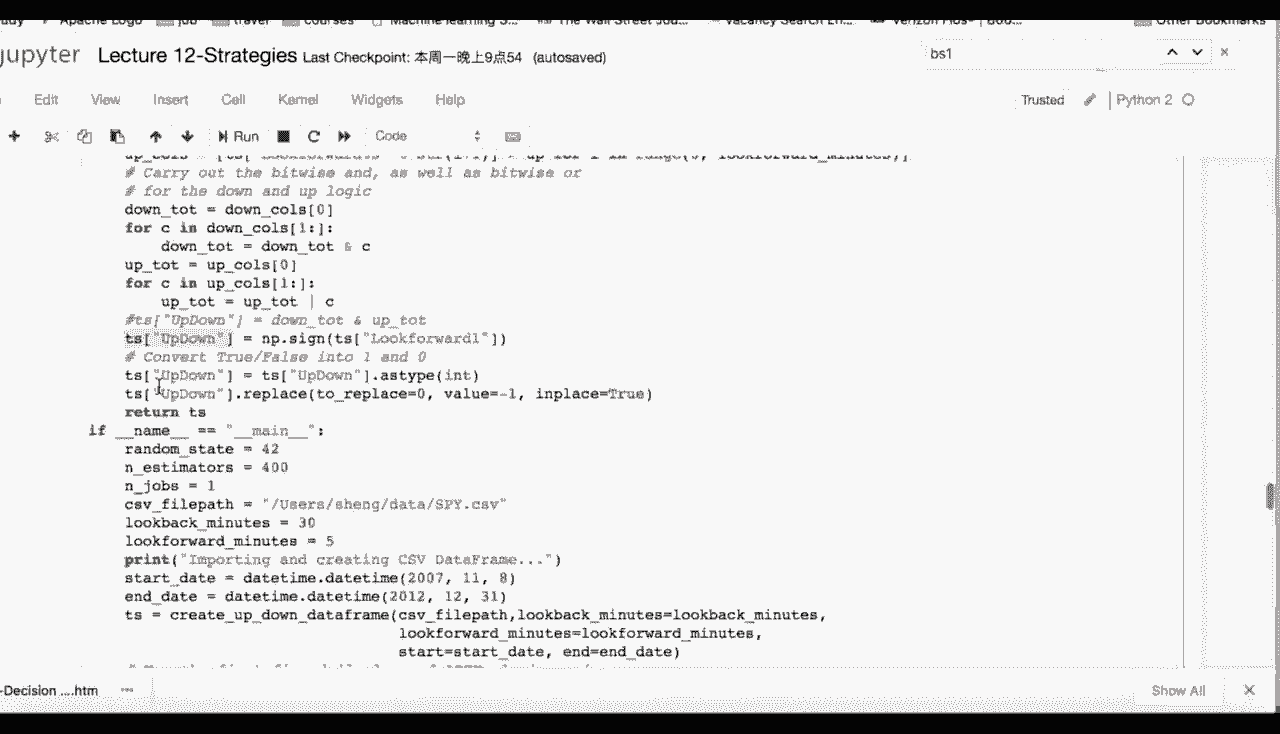 job travel courses Machine learning S... The Wall Street Jou... Vacancy Search En... Verizon Fios- | Other Bookmarks
jupyter Lecture 12-Strategies Last Checkpoint: 本周一晚上9点54 (autosaved)
bs1
Edit View Insert Cell Kernel Widgets Help
Trusted Python 2
Run Code
# Carry out the bitwise and, as well as bitwise or
# for the down and up logic
down_tot = down_cols[0]
for c in down_cols[1:]:
down_tot = down_tot & c
up_tot = up_cols[0]
for c in up_cols[1:]:
up_tot = up_tot | c
#ts["UpDown"] = down_tot & up_tot
ts["UpDown"] = np.sign(ts["Lookforward1"])
# Convert True/False into 1 and 0
ts["UpDown"] = ts["UpDown"].astype(int)
ts["UpDown"].replace(to_replace=0, value=-1, inplace=True)
return ts
if __name__ == "__main__":
random_state = 42
n_estimators = 400
n_jobs = 1
csv_filepath = "/Users/sheng/data/SPY.csv"
lookback_minutes = 30
lookforward_minutes = 5
print("Importing and creating CSV DataFrame...")
start_date = datetime.datetime(2007, 11, 8)
end_date = datetime.datetime(2012, 12, 31)
ts = create_up_down_dataframe(csv_filepath,lookback_minutes=lookback_minutes,
lookforward_minutes=lookforward_minutes,
start=start_date, end=end_date)
-Decision ....htm
Show All